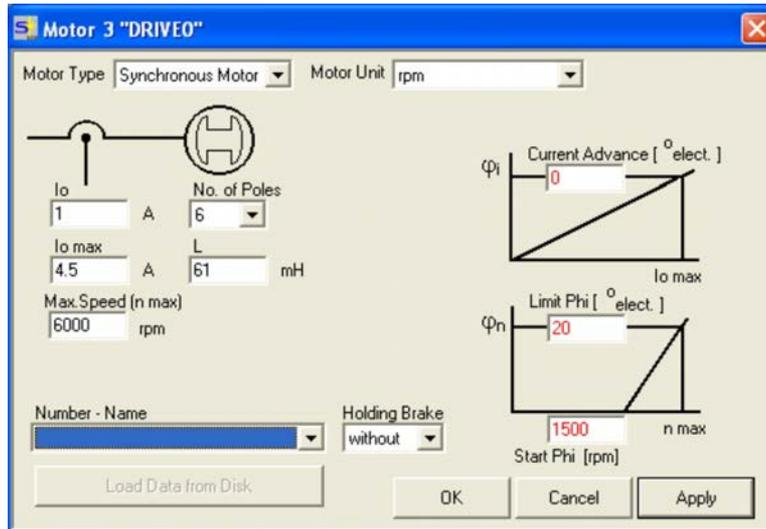 Motor 3 "DRIVE0"
Motor Type Synchronous Motor Motor Unit rpm
Io No. of Poles
1 A 6
Io max L
4.5 A 61 mH
Max.Speed (n max)
6000 rpm
φi Current Advance [ °elect. ]
0
Io max
Limit Phi [ °elect. ]
φn 20
1500 n max
Start Phi [rpm]
Number - Name Holding Brake
without
Load Data from Disk
OK Cancel Apply